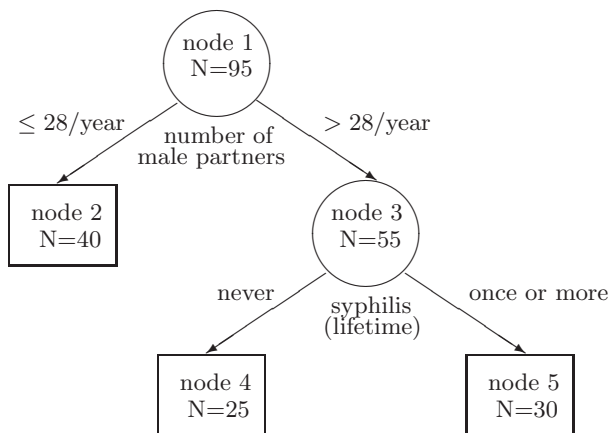 node 1
N=95
≤ 28/year
number of
male partners
> 28/year
node 2
N=40
node 3
N=55
never
syphilis
(lifetime)
once or more
node 4
N=25
node 5
N=30